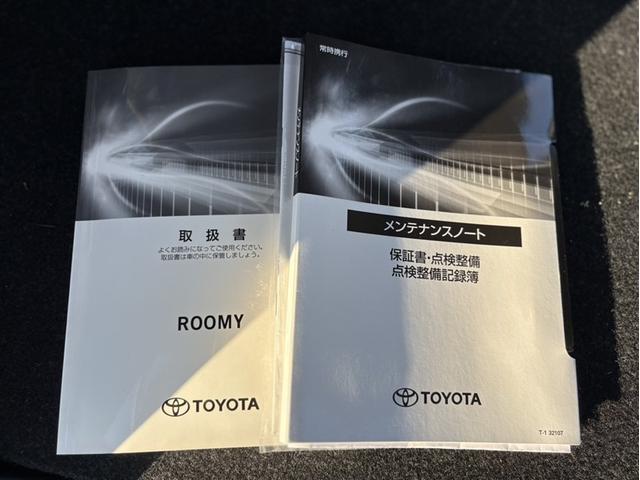 取扱書
よくお読みになってご使用ください。
取扱書は車の中に保管しましょう。
ROOMY
TOYOTA
常時携行
メンテナンスノート
保証書・点検整備
点検整備記録簿
TOYOTA
T-1 32107